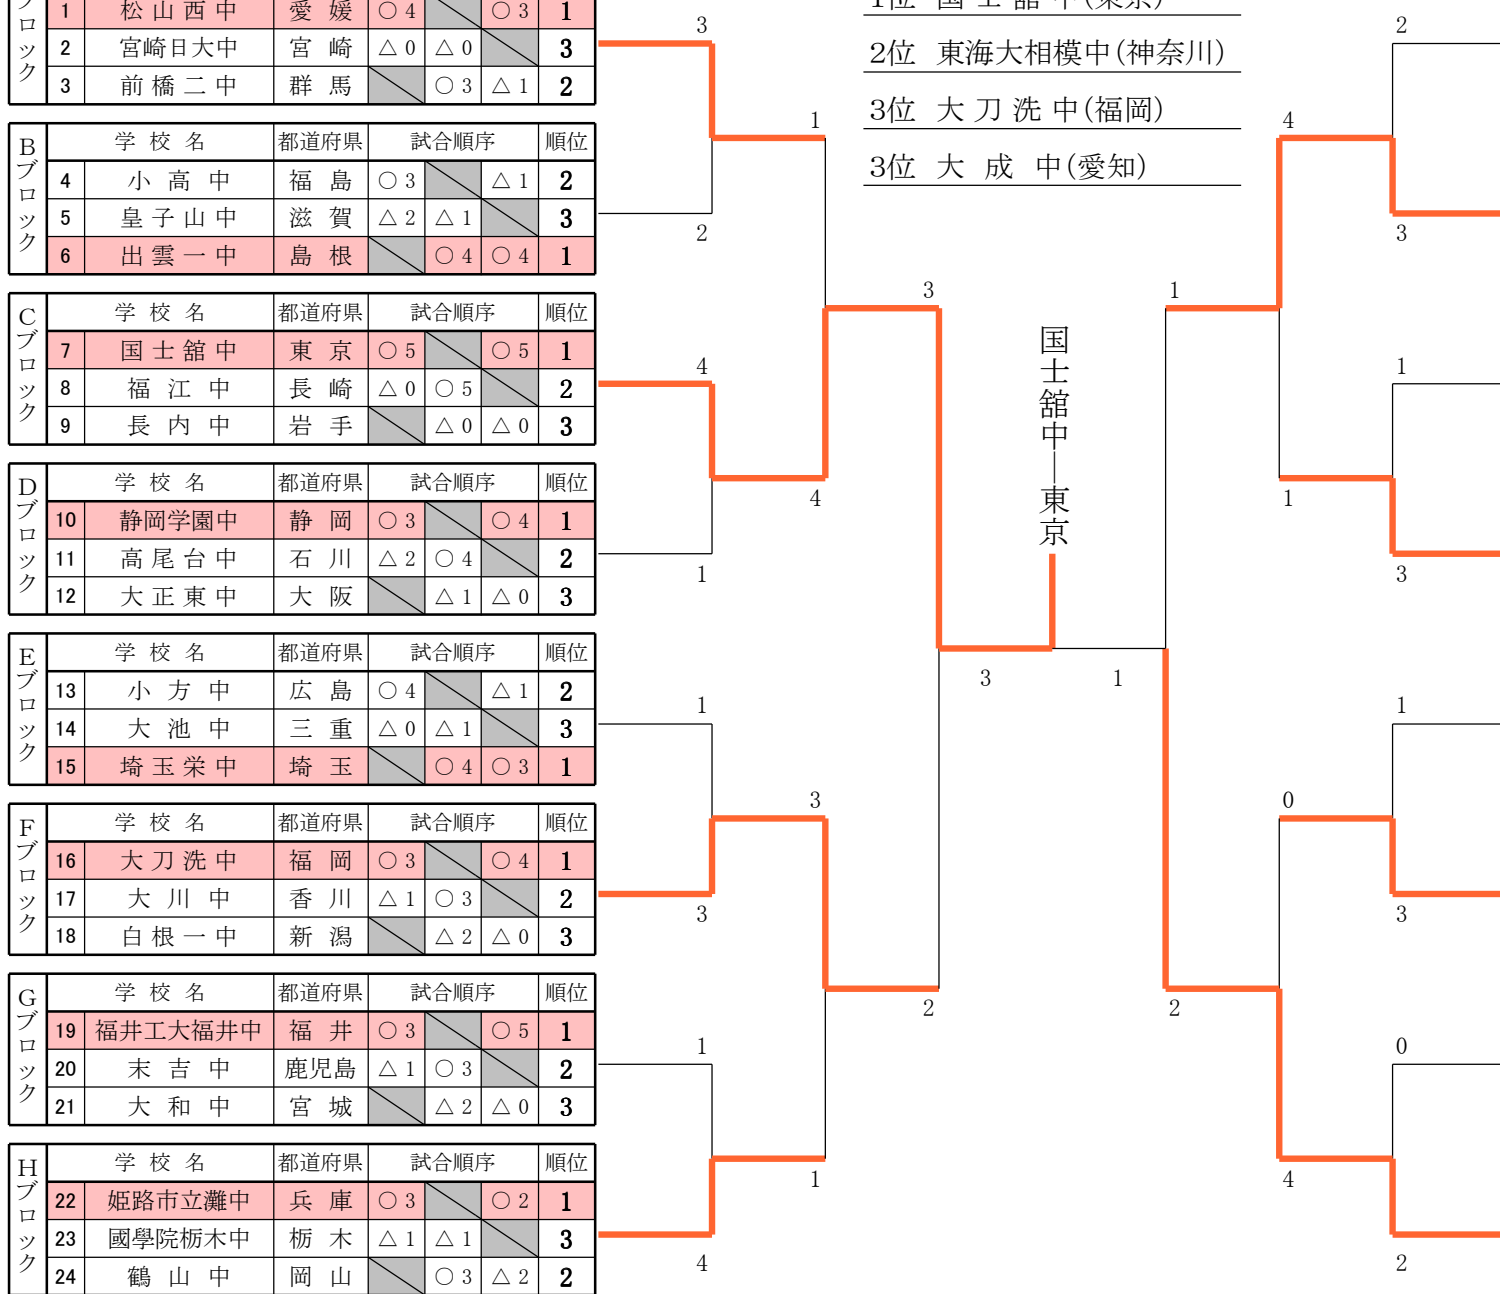 ブロック
1 松山西中 愛媛 ○4 ○3 1
2 宮崎日大中 宮崎 △0 △0 3
3 前橋二中 群馬 ○3 △1 2
Bブロック
学校名 都道府県 試合順序 順位
4 小高中 福島 ○3 △1 2
5 皇子山中 滋賀 △2 △1 3
6 出雲一中 島根 ○4 ○4 1
Cブロック
学校名 都道府県 試合順序 順位
7 国士舘中 東京 ○5 ○5 1
8 福江中 長崎 △0 ○5 2
9 長内中 岩手 △0 △0 3
Dブロック
学校名 都道府県 試合順序 順位
10 静岡学園中 静岡 ○3 ○4 1
11 高尾台中 石川 △2 ○4 2
12 大正東中 大阪 △1 △0 3
Eブロック
学校名 都道府県 試合順序 順位
13 小方中 広島 ○4 △1 2
14 大池中 三重 △0 △1 3
15 埼玉栄中 埼玉 ○4 ○3 1
Fブロック
学校名 都道府県 試合順序 順位
16 大刀洗中 福岡 ○3 ○4 1
17 大川中 香川 △1 ○3 2
18 白根一中 新潟 △2 △0 3
Gブロック
学校名 都道府県 試合順序 順位
19 福井工大福井中 福井 ○3 ○5 1
20 末吉中 鹿児島 △1 ○3 2
21 大和中 宮城 △2 △0 3
Hブロック
学校名 都道府県 試合順序 順位
22 姫路市立灘中 兵庫 ○3 ○2 1
23 國學院栃木中 栃木 △1 △1 3
24 鶴山中 岡山 ○3 △2 2
3
1
2
3
4
4
1
1
3
3
2
1
1
4
1位 国士舘中(東京)
2位 東海大相模中(神奈川)
3位 大刀洗中(福岡)
3位 大成中(愛知)
国士舘中―東京
3 1
2
4
3
1
1
1
3
1
0
3
2
0
4
2